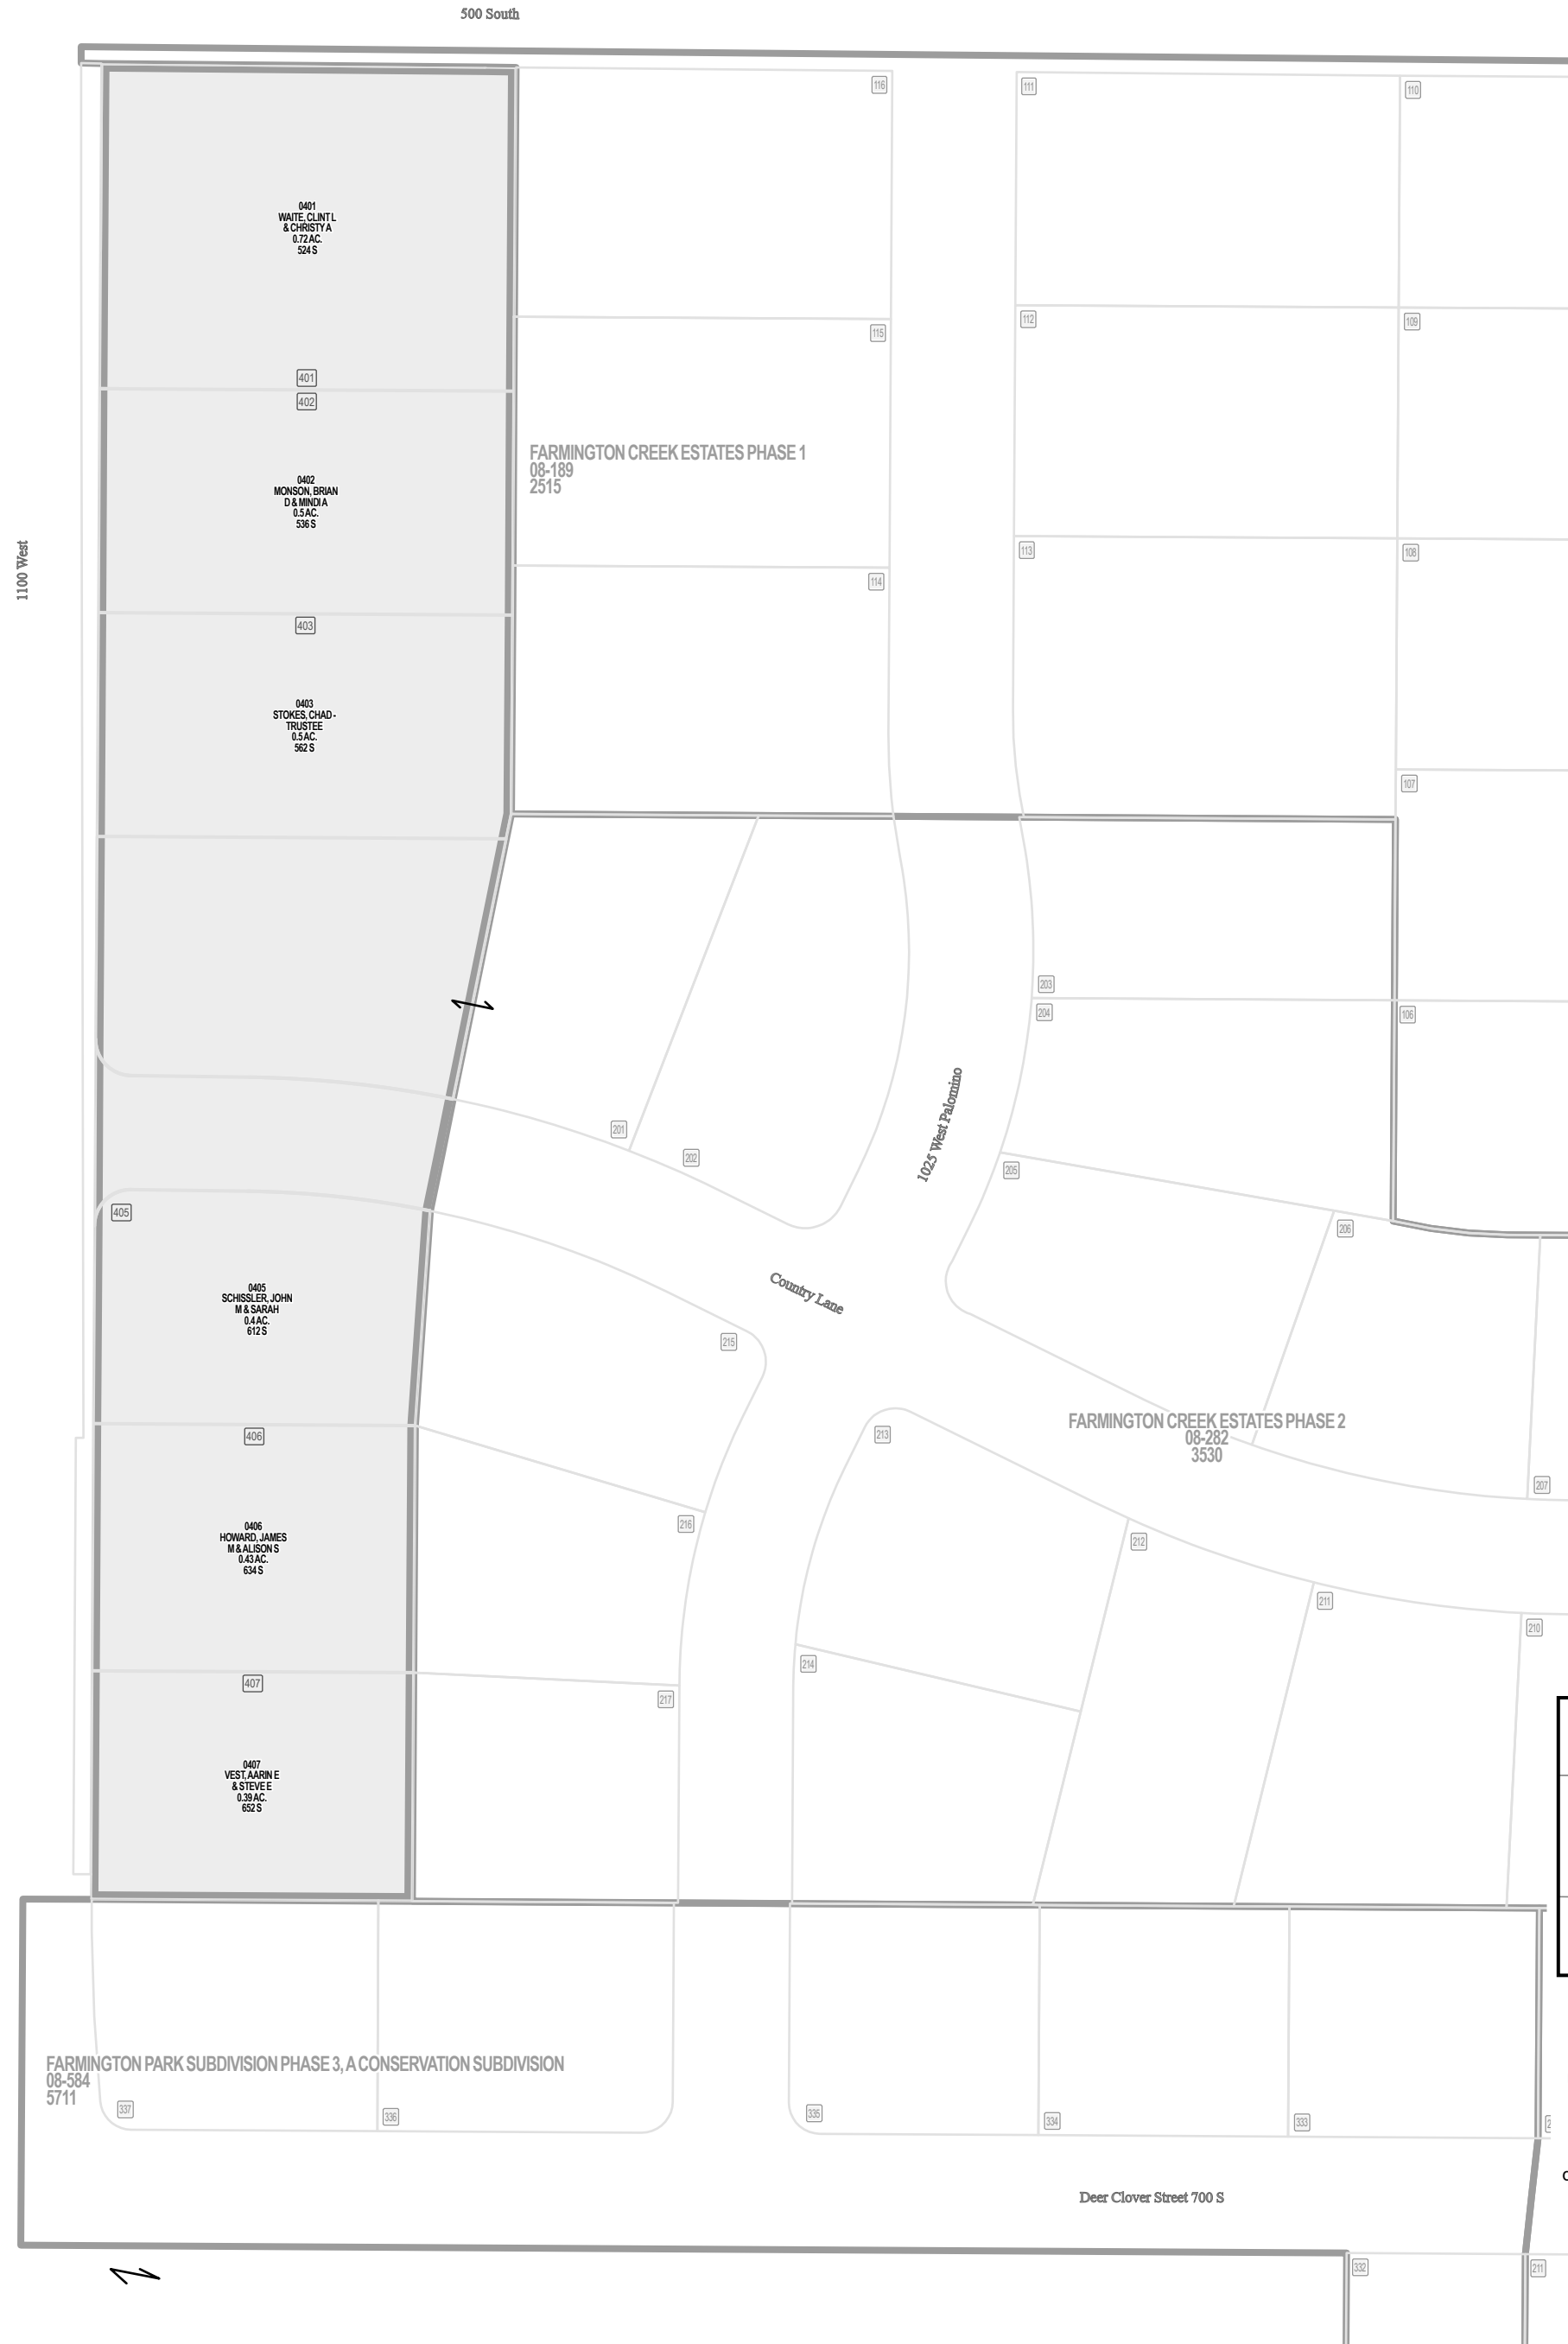 500 South
116
111
110
0401
WAITE, CLINT L
& CHRISTY A
0.72 AC.
524 S
112
109
115
401
402
FARMINGTON CREEK ESTATES PHASE 1
08-189
2515
0402
MONSON, BRIAN
D & MINDI A
0.5 AC.
536 S
1100 West
113
108
114
403
0403
STOKES, CHAD -
TRUSTEE
0.5 AC.
562 S
107
203
204
106
1025 West Palomino
201
202
205
405
206
Country Lane
0405
SCHISSLER, JOHN
M & SARAH
0.4 AC.
612 S
215
406
213
FARMINGTON CREEK ESTATES PHASE 2
08-282
3530
207
216
212
0406
HOWARD, JAMES
M & ALISON S
0.43 AC.
634 S
211
210
407
214
217
0407
VEST, AARIN E
& STEVE E
0.39 AC.
652 S
FARMINGTON PARK SUBDIVISION PHASE 3, A CONSERVATION SUBDIVISION
08-584
5711
337
336
335
334
333
Deer Clover Street 700 S
332
211